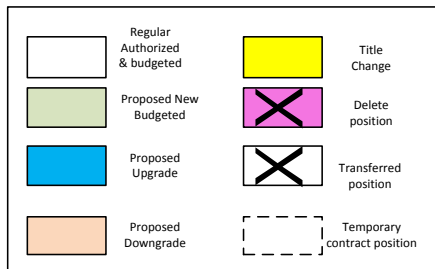 Regular
Authorized
& budgeted
Title
Change
Proposed New
Budgeted
Delete
position
Proposed
Upgrade
Transferred
position
Proposed
Downgrade
Temporary
contract position